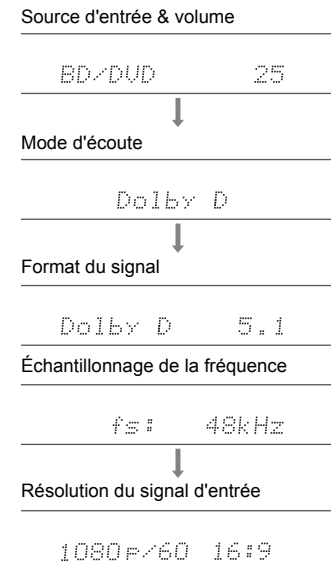 Source d'entrée & volume
BD/DVD 25
Mode d'écoute
Dolby D
Format du signal
Dolby D 5.1
Échantillonnage de la fréquence
fs: 48kHz
Résolution du signal d'entrée
1080p/60 16:9